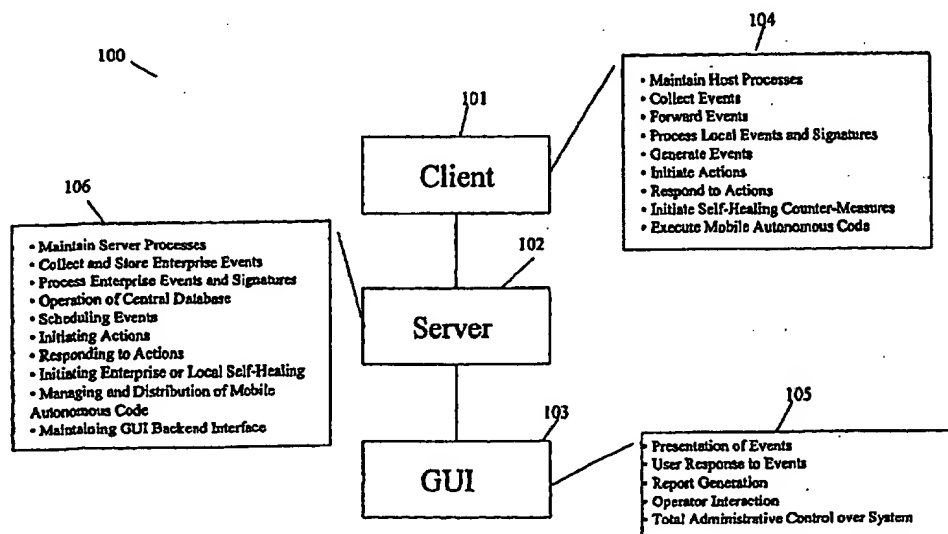 104
100
• Maintain Host Processes
• Collect Events
• Forward Events
• Process Local Events and Signatures
• Generate Events
• Initiate Actions
• Respond to Actions
• Initiate Self-Healing Counter-Measures
• Execute Mobile Autonomous Code
101
Client
106
• Maintain Server Processes
• Collect and Store Enterprise Events
• Process Enterprise Events and Signatures
• Operation of Central Database
• Scheduling Events
• Initiating Actions
• Responding to Actions
• Initiating Enterprise or Local Self-Healing
• Managing and Distribution of Mobile
Autonomous Code
• Maintaining GUI Backend Interface
102
Server
103
GUI
105
- Presentation of Events
- User Response to Events
- Report Generation
- Operator Interaction
- Total Administrative Control over System